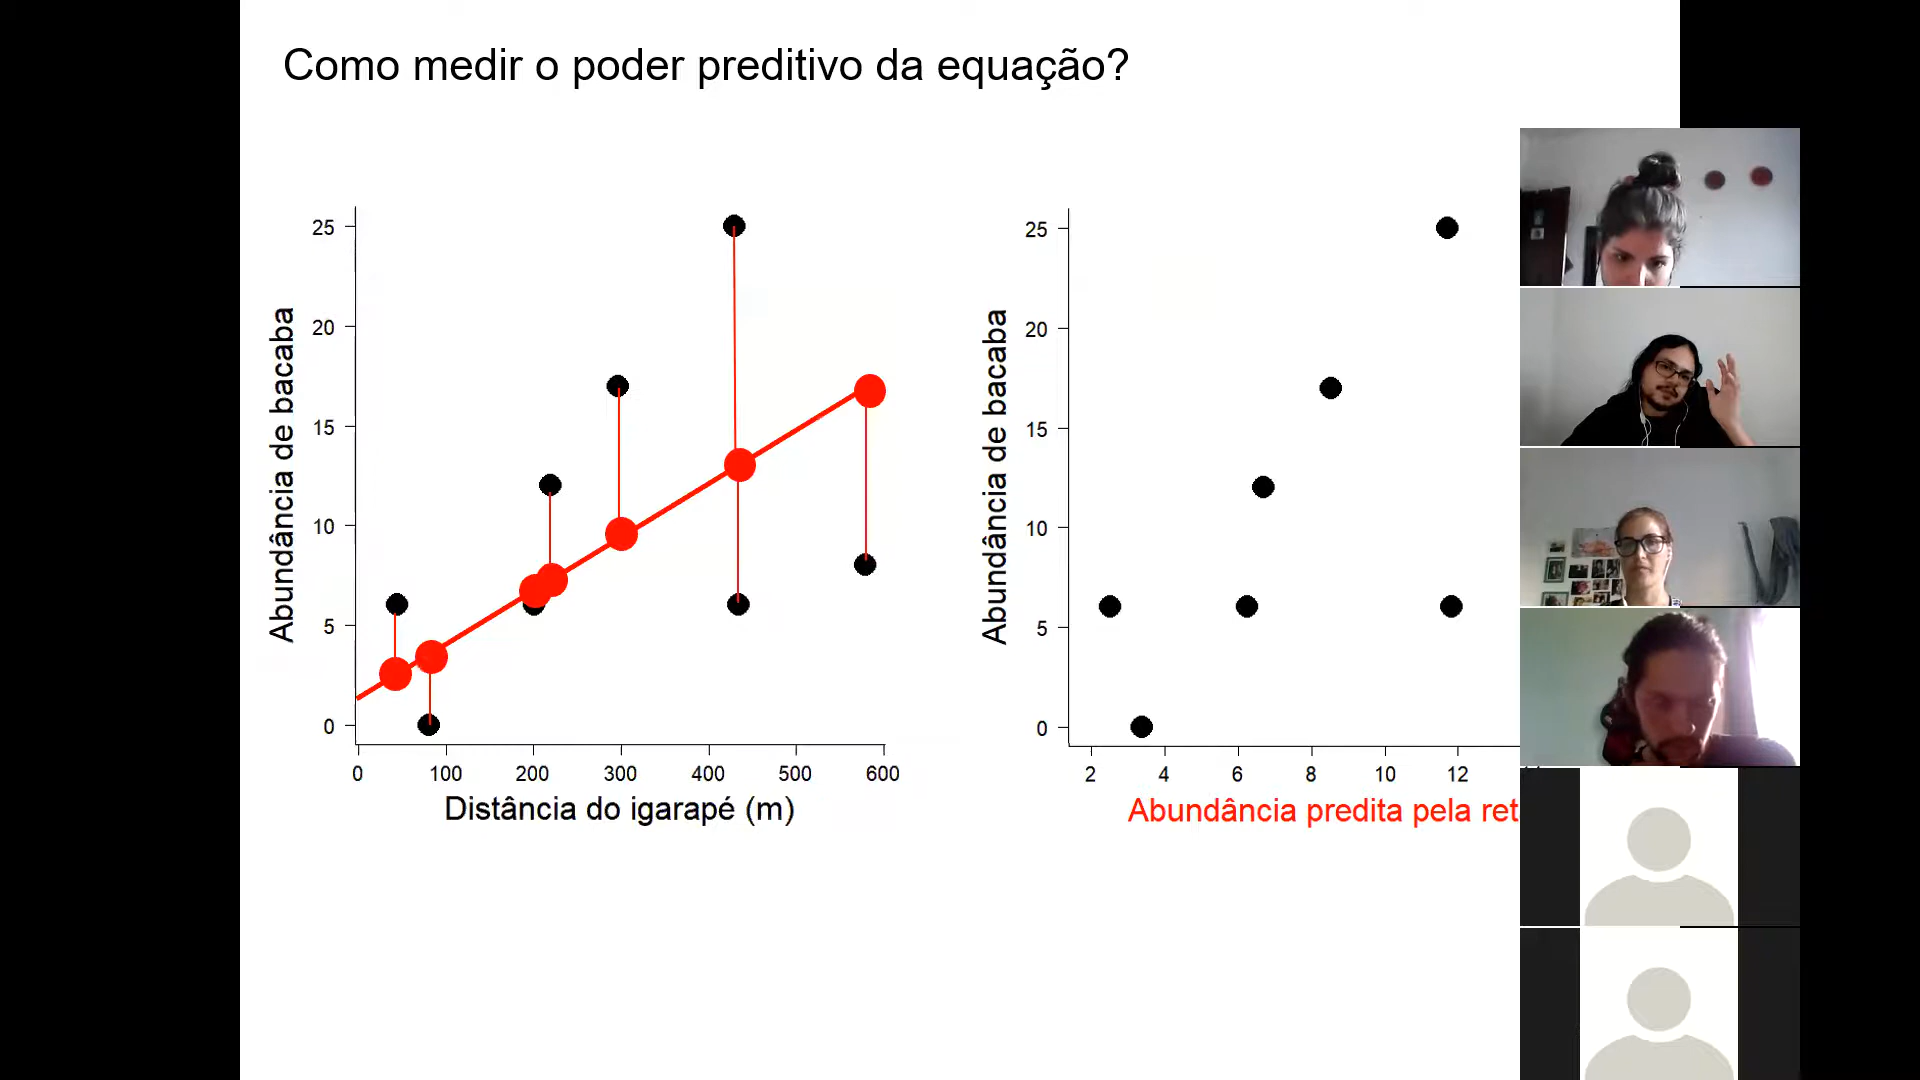 Como medir o poder preditivo da equação?
Abundância de bacaba
25
20
15
10
5
0
0 100 200 300 400 500 600
Distância do igarapé (m)
Abundância de bacaba
25
20
15
10
5
0
2 4 6 8 10 12
Abundância predita pela ret